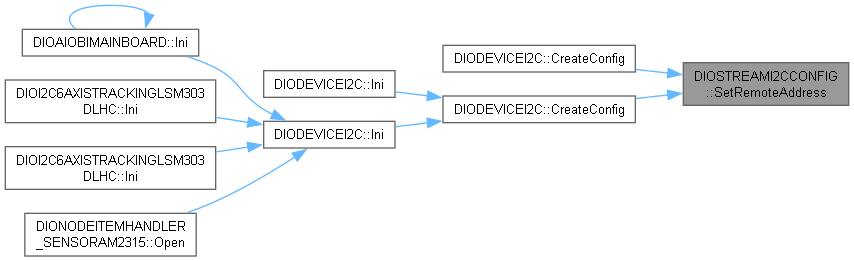 DIOAIOBIMAINBOARD::Ini
DIOI2C6AXISTRACKINGLSM303
DLHC::Ini
DIOI2C6AXISTRACKINGLSM303
DLHC::Ini
DIONODEITEMHANDLER
_SENSORAM2315::Open
DIODEVICEI2C::Ini
DIODEVICEI2C::Ini
DIODEVICEI2C::CreateConfig
DIODEVICEI2C::CreateConfig
DIOSTREAMI2CCONFIG
::SetRemoteAddress